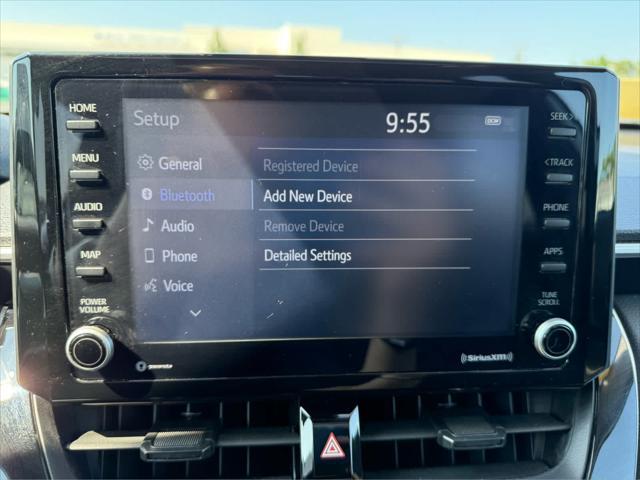 HOME
MENU
AUDIO
MAP
POWER
VOLUME
Setup
9:55
DCM
General
Bluetooth
Audio
Phone
Voice
Registered Device
Add New Device
Remove Device
Detailed Settings
SEEK >
< TRACK
PHONE
APPS
TUNE
SCROLL
((SiriusXM))